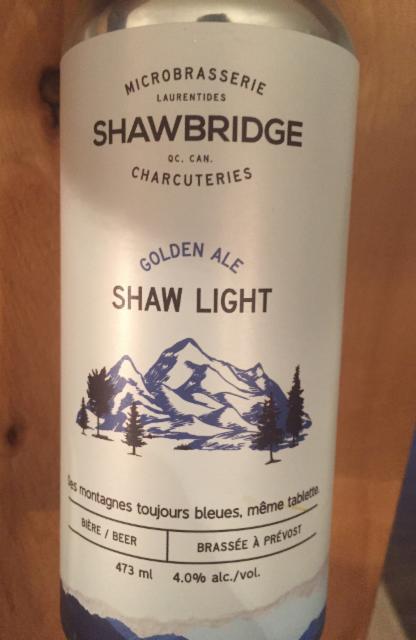 MICROBRASSERIE
LAURENTIDES
SHAWBRIDGE
QC. CAN.
CHARCUTERIES
GOLDEN ALE
SHAW LIGHT
Des montagnes toujours bleues, même tablette.
BIÈRE / BEER
BRASSÉE À PRÉVOST
473 ml 4.0% alc./vol.